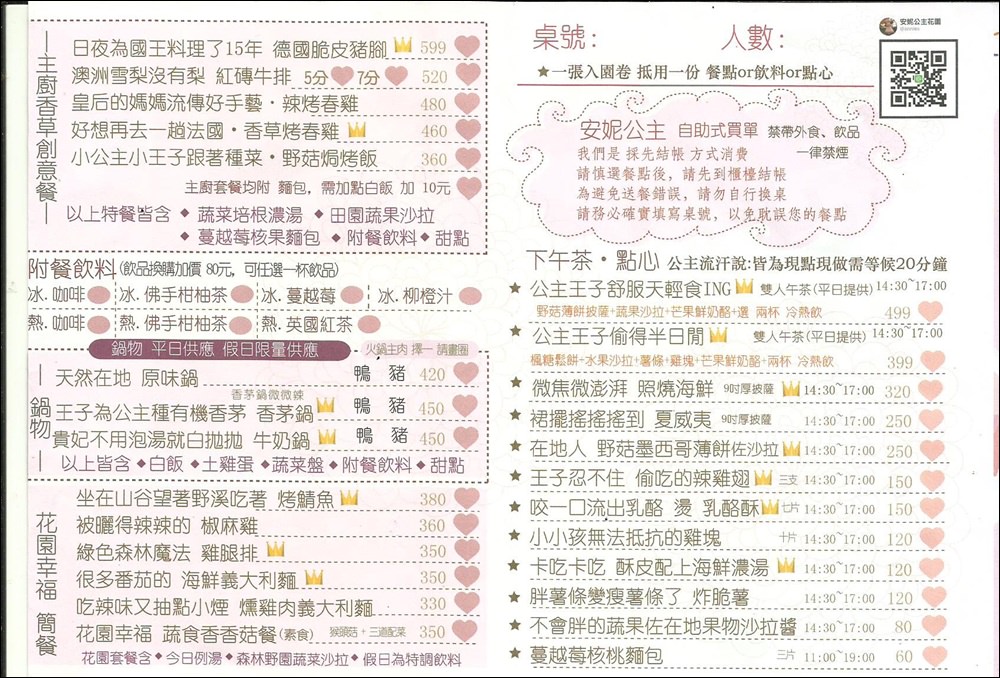 主廚香草創意餐
日夜為國王料理了15年 德國脆皮豬腳 599
澳洲雪梨沒有梨 紅磚牛排 5分 7分 520
皇后的媽媽流傳好手藝・辣烤春雞 480
好想再去一趟法國・香草烤春雞 460
小公主小王子跟著種菜・野菇焗烤飯 360
主廚套餐均附 麵包，需加點白飯 加 10元
以上特餐皆含 ◆ 蔬菜培根濃湯 ◆ 田園蔬果沙拉
◆ 蔓越莓核果麵包 ◆ 附餐飲料 ◆ 甜點
附餐飲料 (飲品換購加價 80元，可任選一杯飲品)
冰.咖啡 冰.佛手柑柚茶 冰.蔓越莓 冰.柳橙汁
熱.咖啡 熱.佛手柑柚茶 熱.英國紅茶
鍋物 平日供應 假日限量供應 火鍋主肉 擇一 請畫圈
鍋物
天然在地 原味鍋 鴨 豬 420
香茅鍋微微辣
王子為公主種有機香茅 香茅鍋 鴨 豬 450
貴妃不用泡湯就白拋拋 牛奶鍋 鴨 豬 450
以上皆含 ◆白飯 ◆土雞蛋 ◆蔬菜盤 ◆附餐飲料 ◆甜點
花園幸福 簡餐
坐在山谷望著野溪吃著 烤鯖魚 380
被曬得辣辣的 椒麻雞 360
綠色森林魔法 雞腿排 350
很多番茄的 海鮮義大利麵 350
吃辣味又抽點小煙 燻雞肉義大利麵 330
花園幸福 蔬食香香菇餐(素食) 猴頭菇+三道配菜 350
花園套餐含 ◆ 今日例湯 ◆ 森林野園蔬菜沙拉 ◆ 假日為特調飲料
桌號： 人數：
安妮公主花園
★一張入園卷 抵用一份 餐點or飲料or點心
安妮公主 自助式買單 禁帶外食、飲品
我們是 採先結帳 方式消費 一律禁煙
請慎選餐點後，請先到櫃檯結帳
為避免送餐錯誤，請勿自行換桌
請務必確實填寫桌號，以免耽誤您的餐點
下午茶・點心 公主流汗說:皆為現點現做需等候20分鐘
★ 公主王子舒服天輕食ING 雙人午茶(平日提供) 14:30~17:00
野菇薄餅披薩+蔬果沙拉+芒果鮮奶酪+選 兩杯 冷熱飲 499
★ 公主王子偷得半日閒 雙人午茶(平日提供) 14:30~17:00
楓糖鬆餅+水果沙拉+薯條+雞塊+芒果鮮奶酪+兩杯 冷熱飲 399
★ 微焦微澎湃 照燒海鮮 9吋厚披薩 14:30~17:00 320
★ 裙擺搖搖搖到 夏威夷 9吋厚披薩 14:30~17:00 250
★ 在地人 野菇墨西哥薄餅佐沙拉 14:30~17:00 250
★ 王子忍不住 偷吃的辣雞翅 三支 14:30~17:00 150
★ 咬一口流出乳酪 燙 乳酪酥 七片 14:30~17:00 150
★ 小小孩無法抵抗的雞塊 十片 14:30~17:00 120
★ 卡吃卡吃 酥皮配上海鮮濃湯 14:30~17:00 120
★ 胖薯條變瘦薯條了 炸脆薯 14:30~17:00 120
★ 不會胖的蔬果佐在地果物沙拉醬 14:30~17:00 80
★ 蔓越莓核桃麵包 三片 11:00~19:00 60